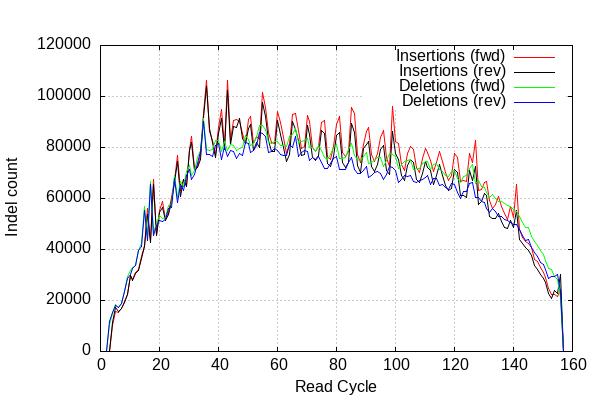 120000
100000
80000
60000
40000
20000
0
Indel count
Insertions (fwd)
Insertions (rev)
Deletions (fwd)
Deletions (rev)
0 20 40 60 80 100 120 140 160
Read Cycle